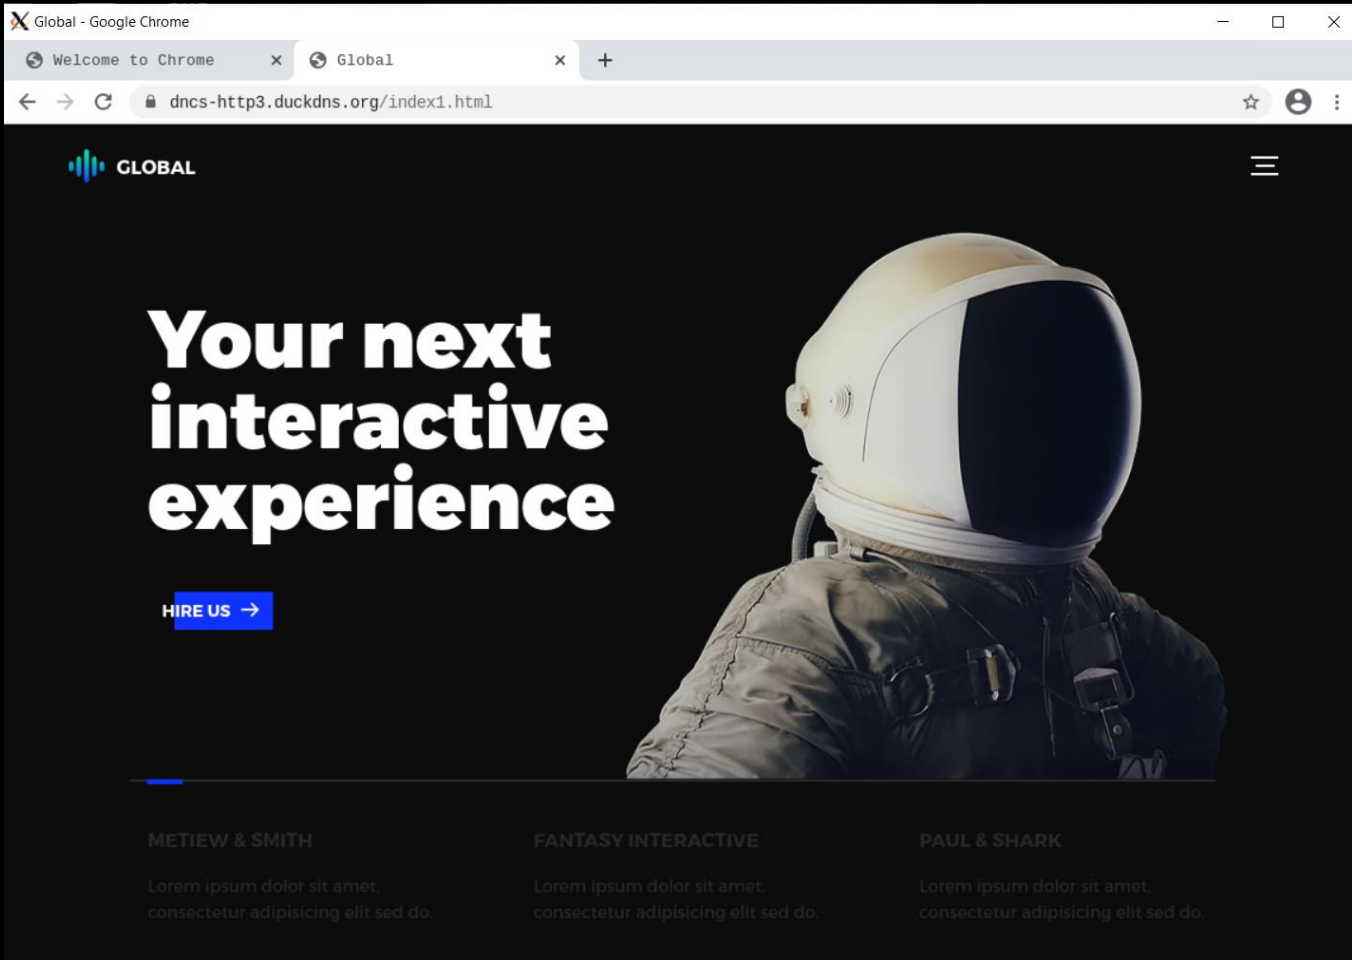 Global - Google Chrome
Welcome to Chrome
Global
dncs-http3.duckdns.org/index1.html
GLOBAL
Your next
interactive
experience
HIRE US →
METIEW & SMITH
Lorem ipsum dolor sit amet,
consectetur adipisicing elit sed do.
FANTASY INTERACTIVE
Lorem ipsum dolor sit amet,
consectetur adipisicing elit sed do.
PAUL & SHARK
Lorem ipsum dolor sit amet,
consectetur adipisicing elit sed do.